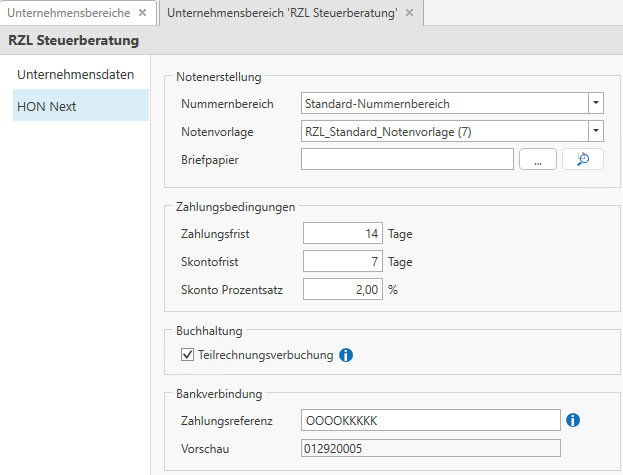 Unternehmensbereiche ×
Unternehmensbereich 'RZL Steuerberatung' ×
RZL Steuerberatung
Unternehmensdaten
HON Next
Notenerstellung
Nummernbereich Standard-Nummernbereich
Notenvorlage RZL_Standard_Notenvorlage (7)
Briefpapier ...
Zahlungsbedingungen
Zahlungsfrist 14 Tage
Skontofrist 7 Tage
Skonto Prozentsatz 2,00 %
Buchhaltung
Teilrechnungsverbuchung
Bankverbindung
Zahlungsreferenz OOOOKKKKK
Vorschau 012920005